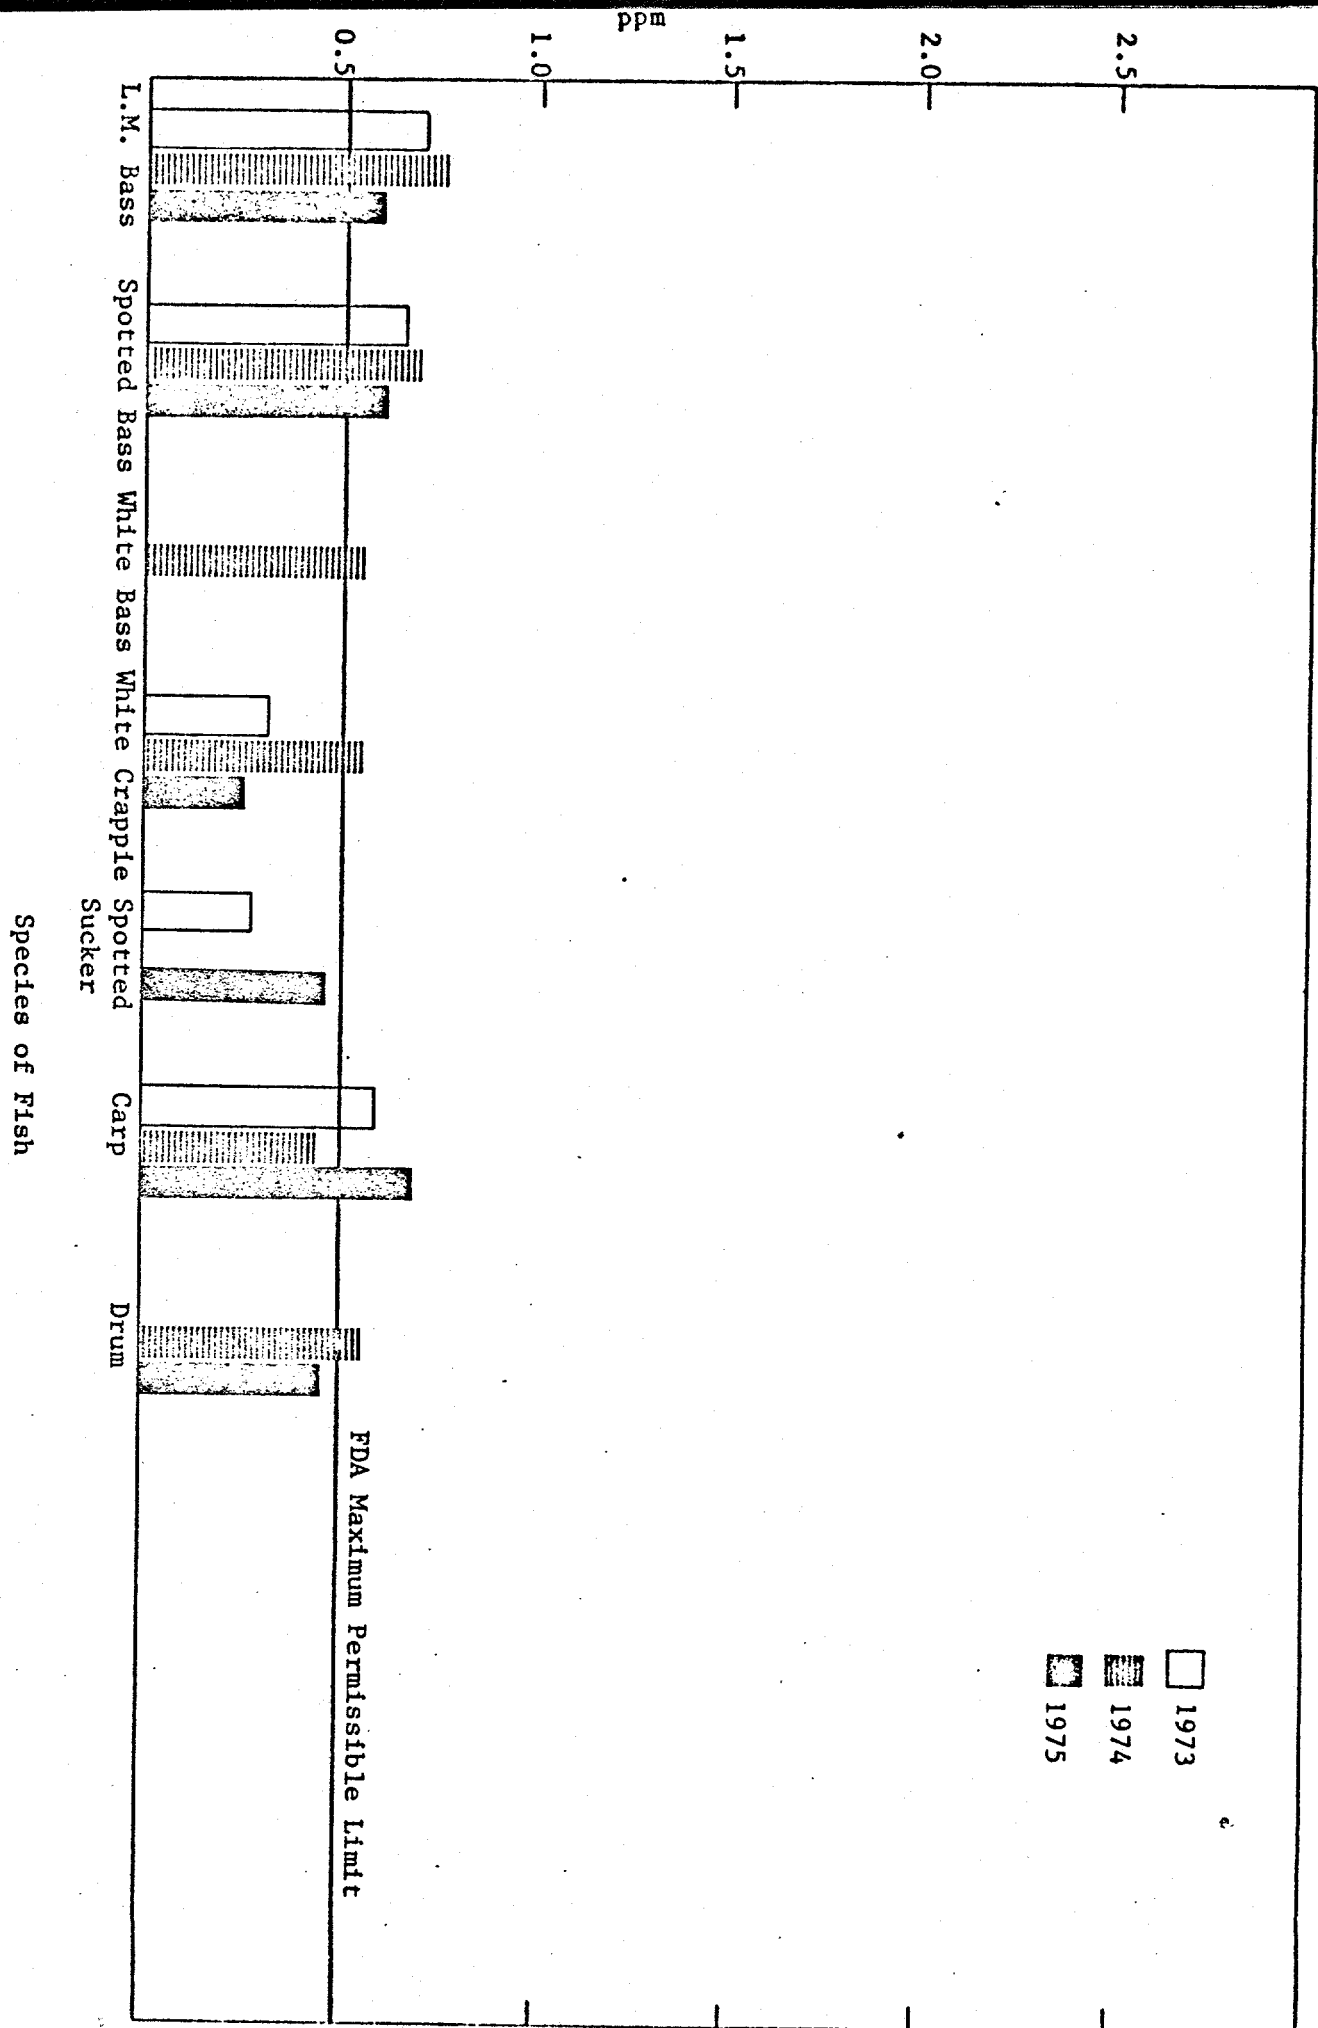 ppm
2.5
2.0
1.5
1.0
0.5
1973
1974
1975
FDA Maximum Permissible Limit
L.M. Bass
Spotted Bass
White Bass
White Crappie
Spotted
Sucker
Carp
Drum
Species of Fish